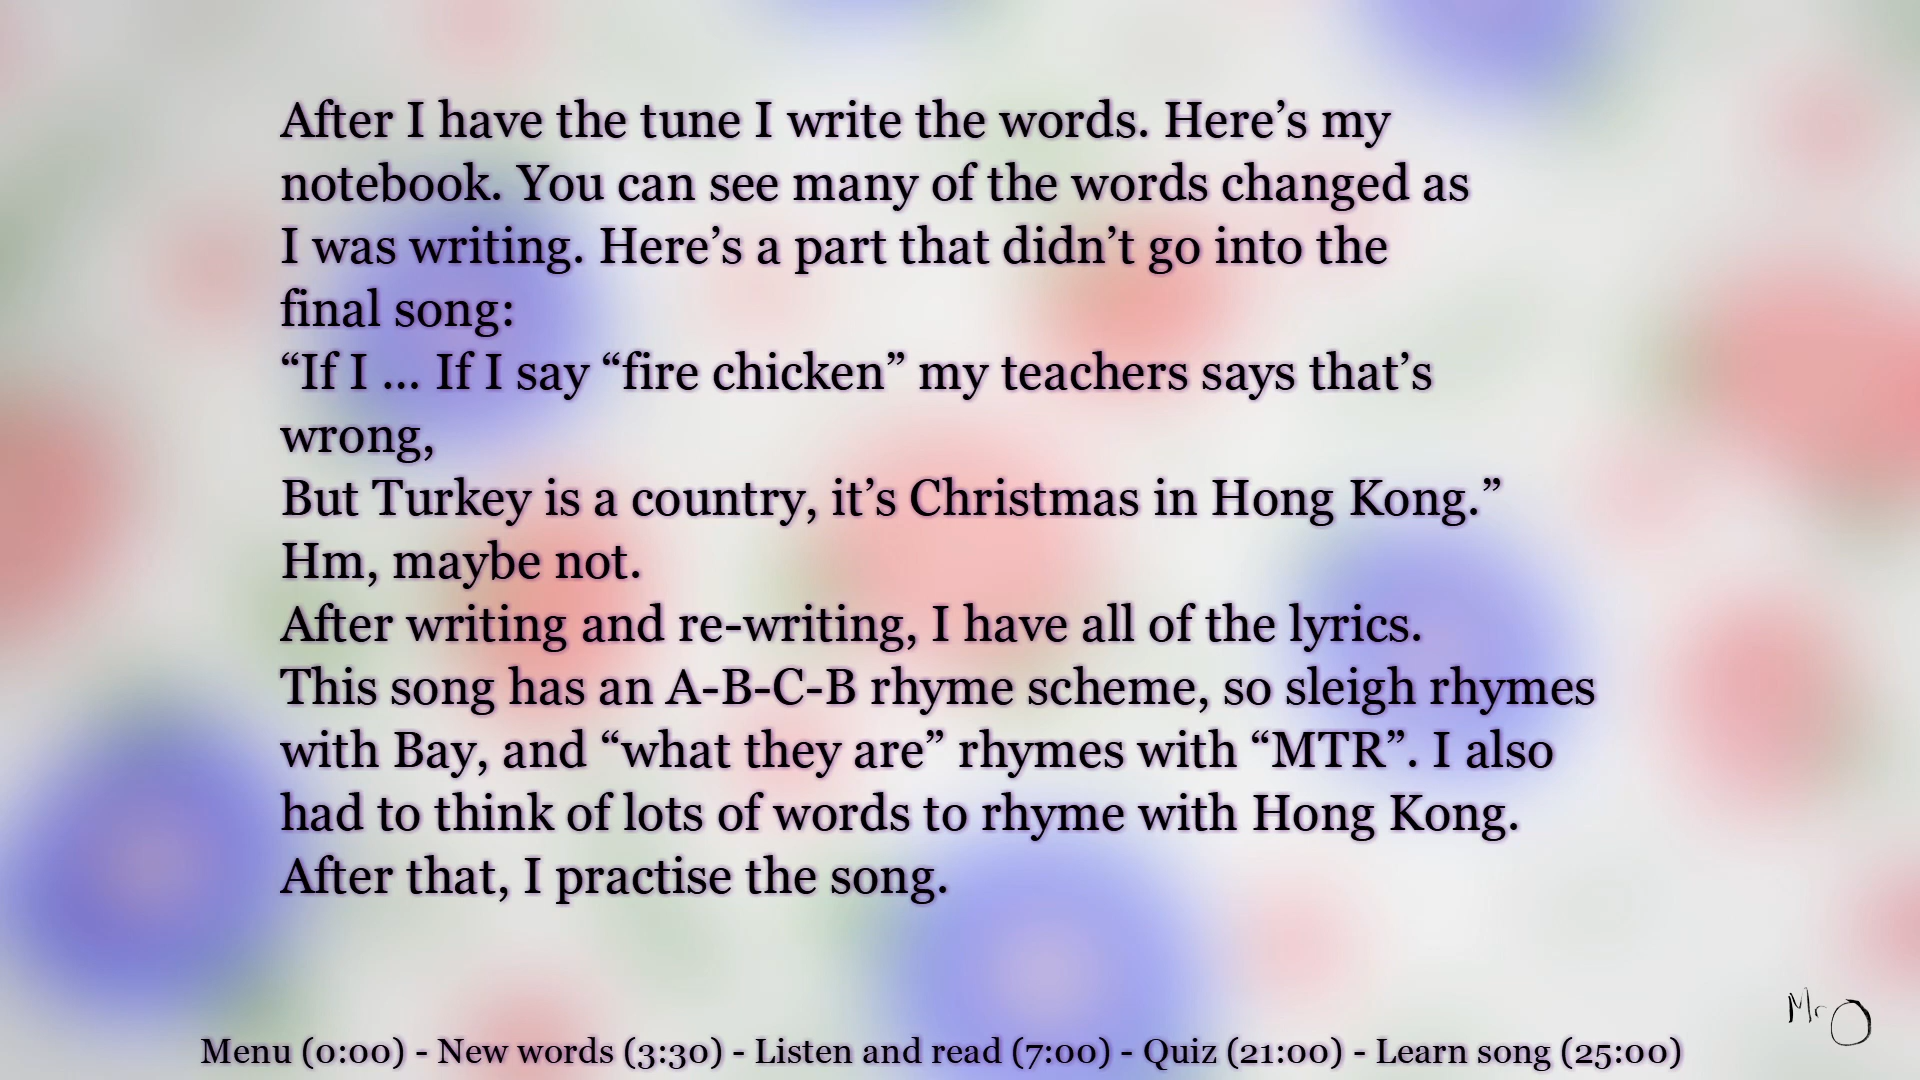 After I have the tune I write the words. Here’s my
notebook. You can see many of the words changed as
I was writing. Here’s a part that didn’t go into the
final song:
“If I ... If I say “fire chicken” my teachers says that’s
wrong,
But Turkey is a country, it’s Christmas in Hong Kong.”
Hm, maybe not.
After writing and re-writing, I have all of the lyrics.
This song has an A-B-C-B rhyme scheme, so sleigh rhymes
with Bay, and “what they are” rhymes with “MTR”. I also
had to think of lots of words to rhyme with Hong Kong.
After that, I practise the song.
Mr O
Menu (0:00) - New words (3:30) - Listen and read (7:00) - Quiz (21:00) - Learn song (25:00)